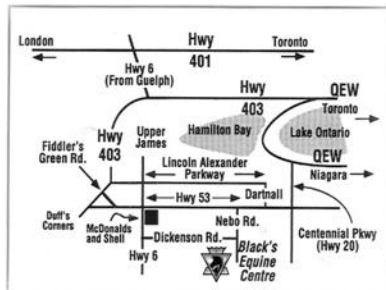 London
Hwy
401
Toronto
Hwy 6
(From Guelph)
Hwy
403
QEW
Toronto
Hwy
403
Upper
James
Hamilton Bay
Lake Ontario
Fiddler's
Green Rd.
Lincoln Alexander
Parkway
QEW
Niagara
Hwy 53
Dartnall
Duff's
Corners
McDonalds
and Shell
Nebo Rd.
Centennial Pkwy
(Hwy 20)
Dickenson Rd.
Hwy 6
Black's
Equine
Centre